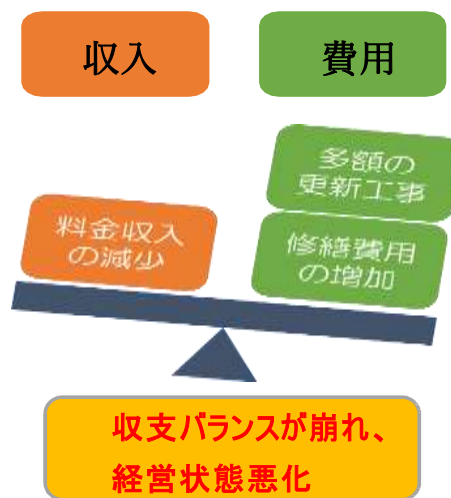 収入
費用
多額の
更新工事
料金収入
の減少
修繕費用
の増加
収支バランスが崩れ、
経営状態悪化